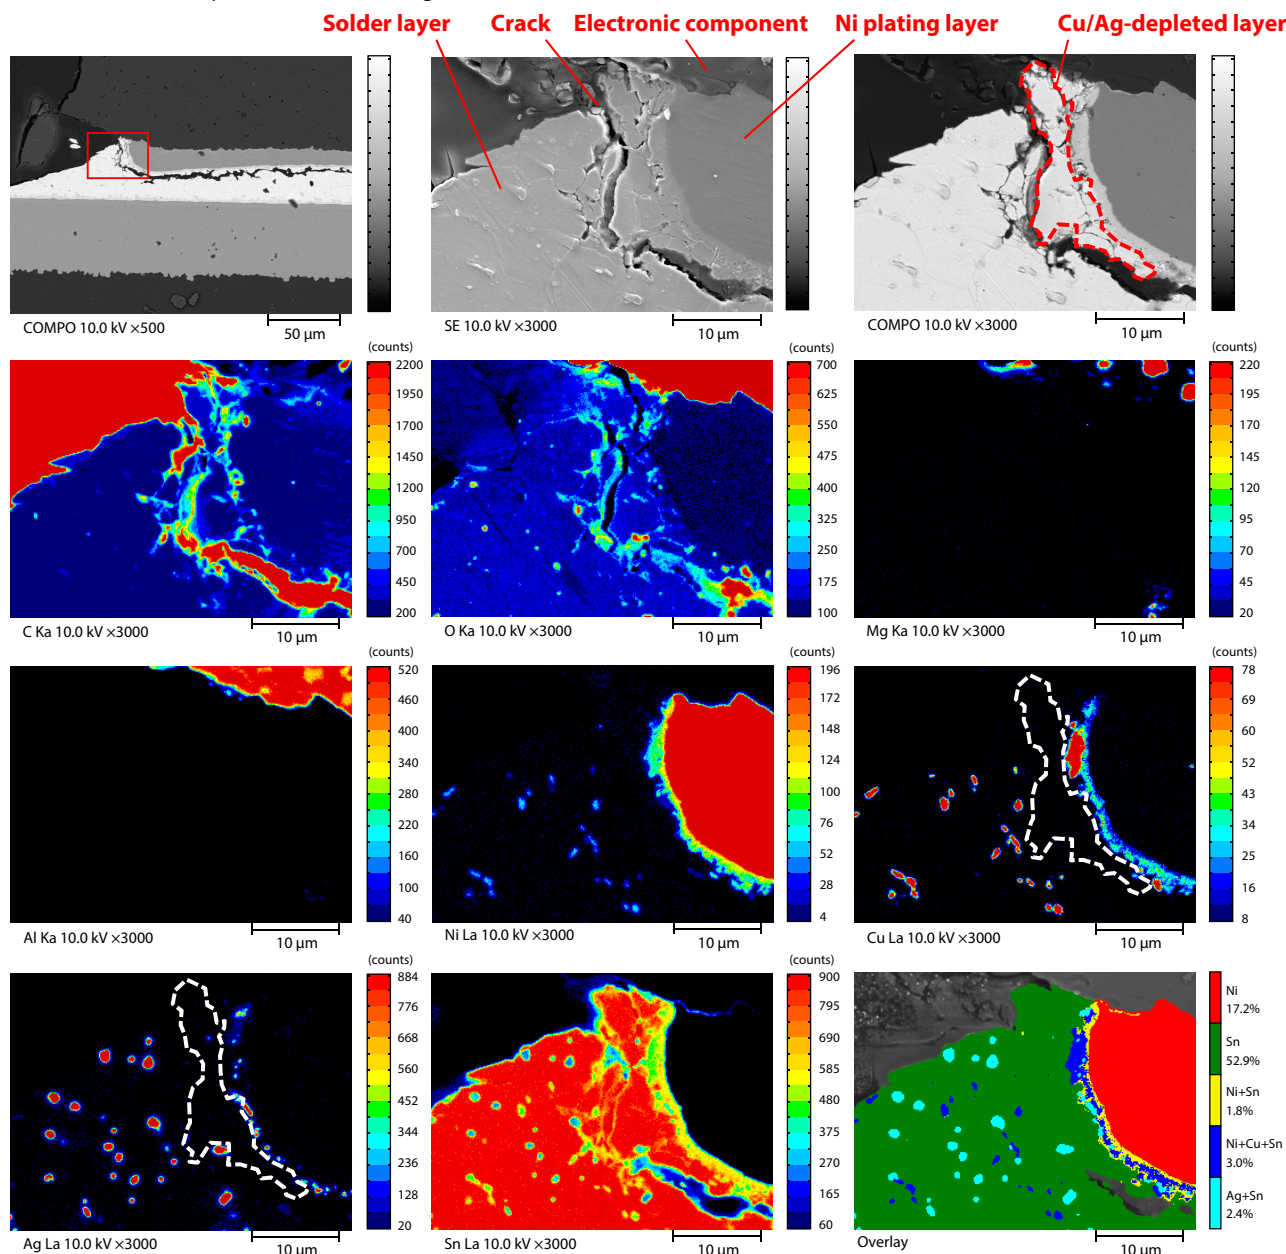 Solder layer Crack Electronic component Ni plating layer Cu/Ag-depleted layer
COMPO 10.0 kV ×500 50 µm
SE 10.0 kV ×3000 10 µm
COMPO 10.0 kV ×3000 10 µm
(counts)
2200
1950
1700
1450
1200
950
700
450
200
C Ka 10.0 kV ×3000 10 µm
(counts)
700
625
550
475
400
325
250
175
100
O Ka 10.0 kV ×3000 10 µm
(counts)
220
195
170
145
120
95
70
45
20
Mg Ka 10.0 kV ×3000 10 µm
(counts)
520
460
400
340
280
220
160
100
40
Al Ka 10.0 kV ×3000 10 µm
(counts)
196
172
148
124
100
76
52
28
4
Ni La 10.0 kV ×3000 10 µm
(counts)
78
69
60
52
43
34
25
16
8
Cu La 10.0 kV ×3000 10 µm
(counts)
884
776
668
560
452
344
236
128
20
Ag La 10.0 kV ×3000 10 µm
(counts)
900
795
690
585
480
375
270
165
60
Sn La 10.0 kV ×3000 10 µm
Ni
17.2%
Sn
52.9%
Ni+Sn
1.8%
Ni+Cu+Sn
3.0%
Ag+Sn
2.4%
Overlay 10 µm